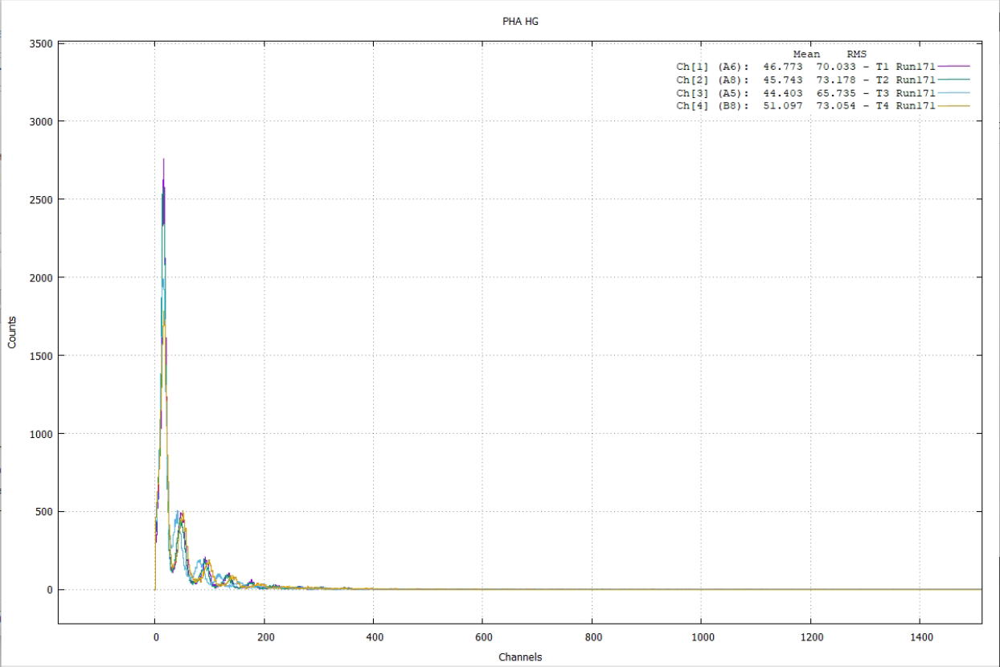 PHA HG
Mean RMS
Ch[1] (A6): 46.773 70.033 - T1 Run171
Ch[2] (A8): 45.743 73.178 - T2 Run171
Ch[3] (A5): 44.403 65.735 - T3 Run171
Ch[4] (B8): 51.097 73.054 - T4 Run171
3500
3000
2500
2000
1500
1000
500
0
Counts
0 200 400 600 800 1000 1200 1400
Channels